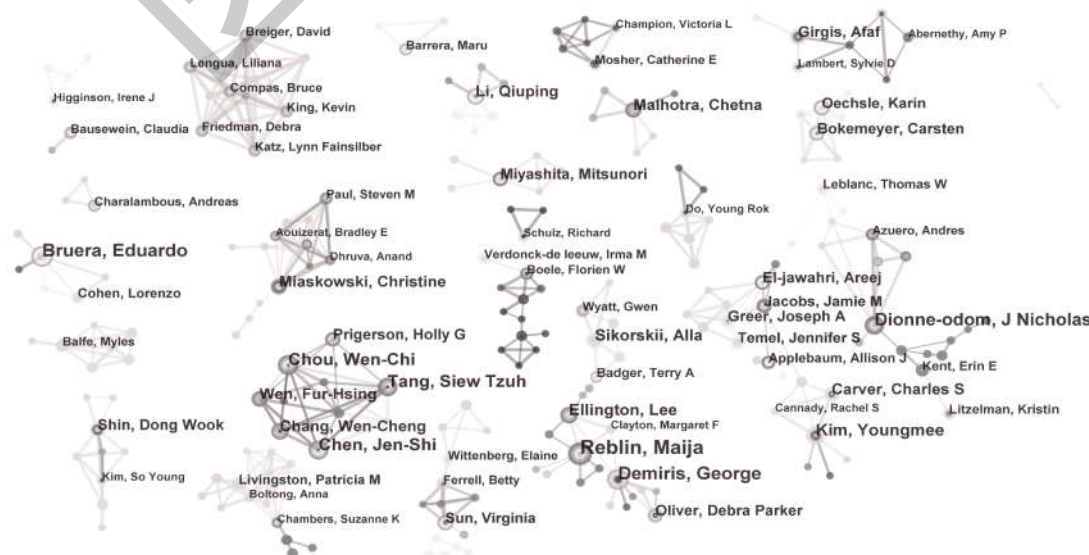 Breiger, David
Champion, Victoria L
Girgis, Afaf
Abernethy, Amy P
Barrera, Maru
Mosher, Catherine E
Lambert, Sylvie D
Longua, Liliana
Compas, Bruce
Higginson, Irene J
Li, Qiuping
King, Kevin
Malhotra, Chetna
Oechsle, Karin
Bausewein, Claudia
Friedman, Debra
Bokemeyer, Carsten
Katz, Lynn Fainsilber
Miyashita, Mitsunori
Leblanc, Thomas W
Paul, Steven M
Charalambous, Andreas
Do, Young Rok
Aouizerat, Bradley E
Schulz, Richard
Azuero, Andres
Bruera, Eduardo
Dhruva, Anand
Verdonck-de leeuw, Irma M
Boele, Florien W
Miaskowski, Christine
El-jawahri, Areej
Cohen, Lorenzo
Jacobs, Jamie M
Wyatt, Gwen
Greer, Joseph A
Dionne-odom, J Nicholas
Prigerson, Holly G
Sikorskii, Alla
Temel, Jennifer S
Balfe, Myles
Chou, Wen-Chi
Applebaum, Allison J
Kent, Erin E
Badger, Terry A
Tang, Siew Tzuh
Wen, Fur-Hsing
Carver, Charles S
Cannady, Rachel S
Litzelman, Kristin
Ellington, Lee
Clayton, Margaret F
Shin, Dong Wook
Chang, Wen-Cheng
Kim, Youngmee
Chen, Jen-Shi
Reblin, Maija
Wittenberg, Elaine
Demiris, George
Kim, So Young
Livingston, Patricia M
Ferrell, Betty
Boltong, Anna
Oliver, Debra Parker
Chambers, Suzanne K
Sun, Virginia